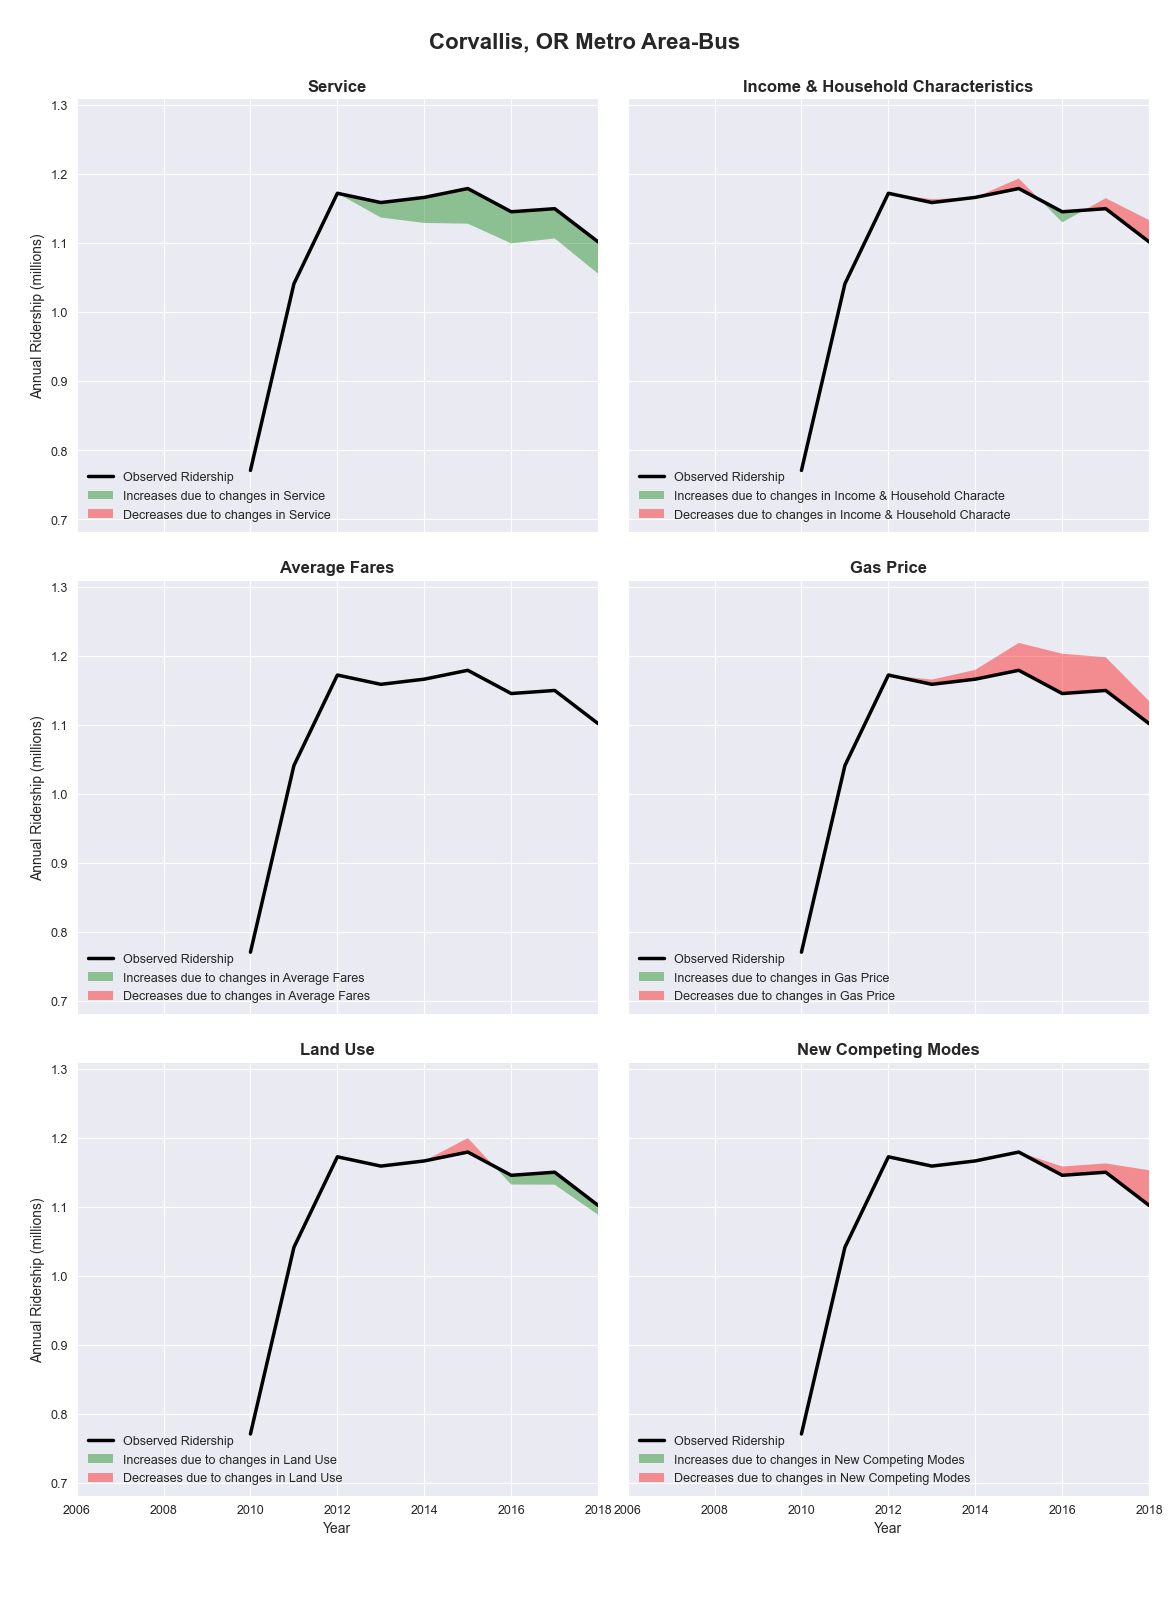 Corvallis, OR Metro Area-Bus
Service
Income & Household Characteristics
1.3
1.2
1.1
1.0
0.9
0.8
0.7
Annual Ridership (millions)
Observed Ridership
Increases due to changes in Service
Decreases due to changes in Service
Observed Ridership
Increases due to changes in Income & Household Characte
Decreases due to changes in Income & Household Characte
Average Fares
Gas Price
1.3
1.2
1.1
1.0
0.9
0.8
0.7
Annual Ridership (millions)
Observed Ridership
Increases due to changes in Average Fares
Decreases due to changes in Average Fares
Observed Ridership
Increases due to changes in Gas Price
Decreases due to changes in Gas Price
Land Use
New Competing Modes
1.3
1.2
1.1
1.0
0.9
0.8
0.7
Annual Ridership (millions)
Observed Ridership
Increases due to changes in Land Use
Decreases due to changes in Land Use
Observed Ridership
Increases due to changes in New Competing Modes
Decreases due to changes in New Competing Modes
2006 2008 2010 2012 2014 2016 2018
2006 2008 2010 2012 2014 2016 2018
Year
Year